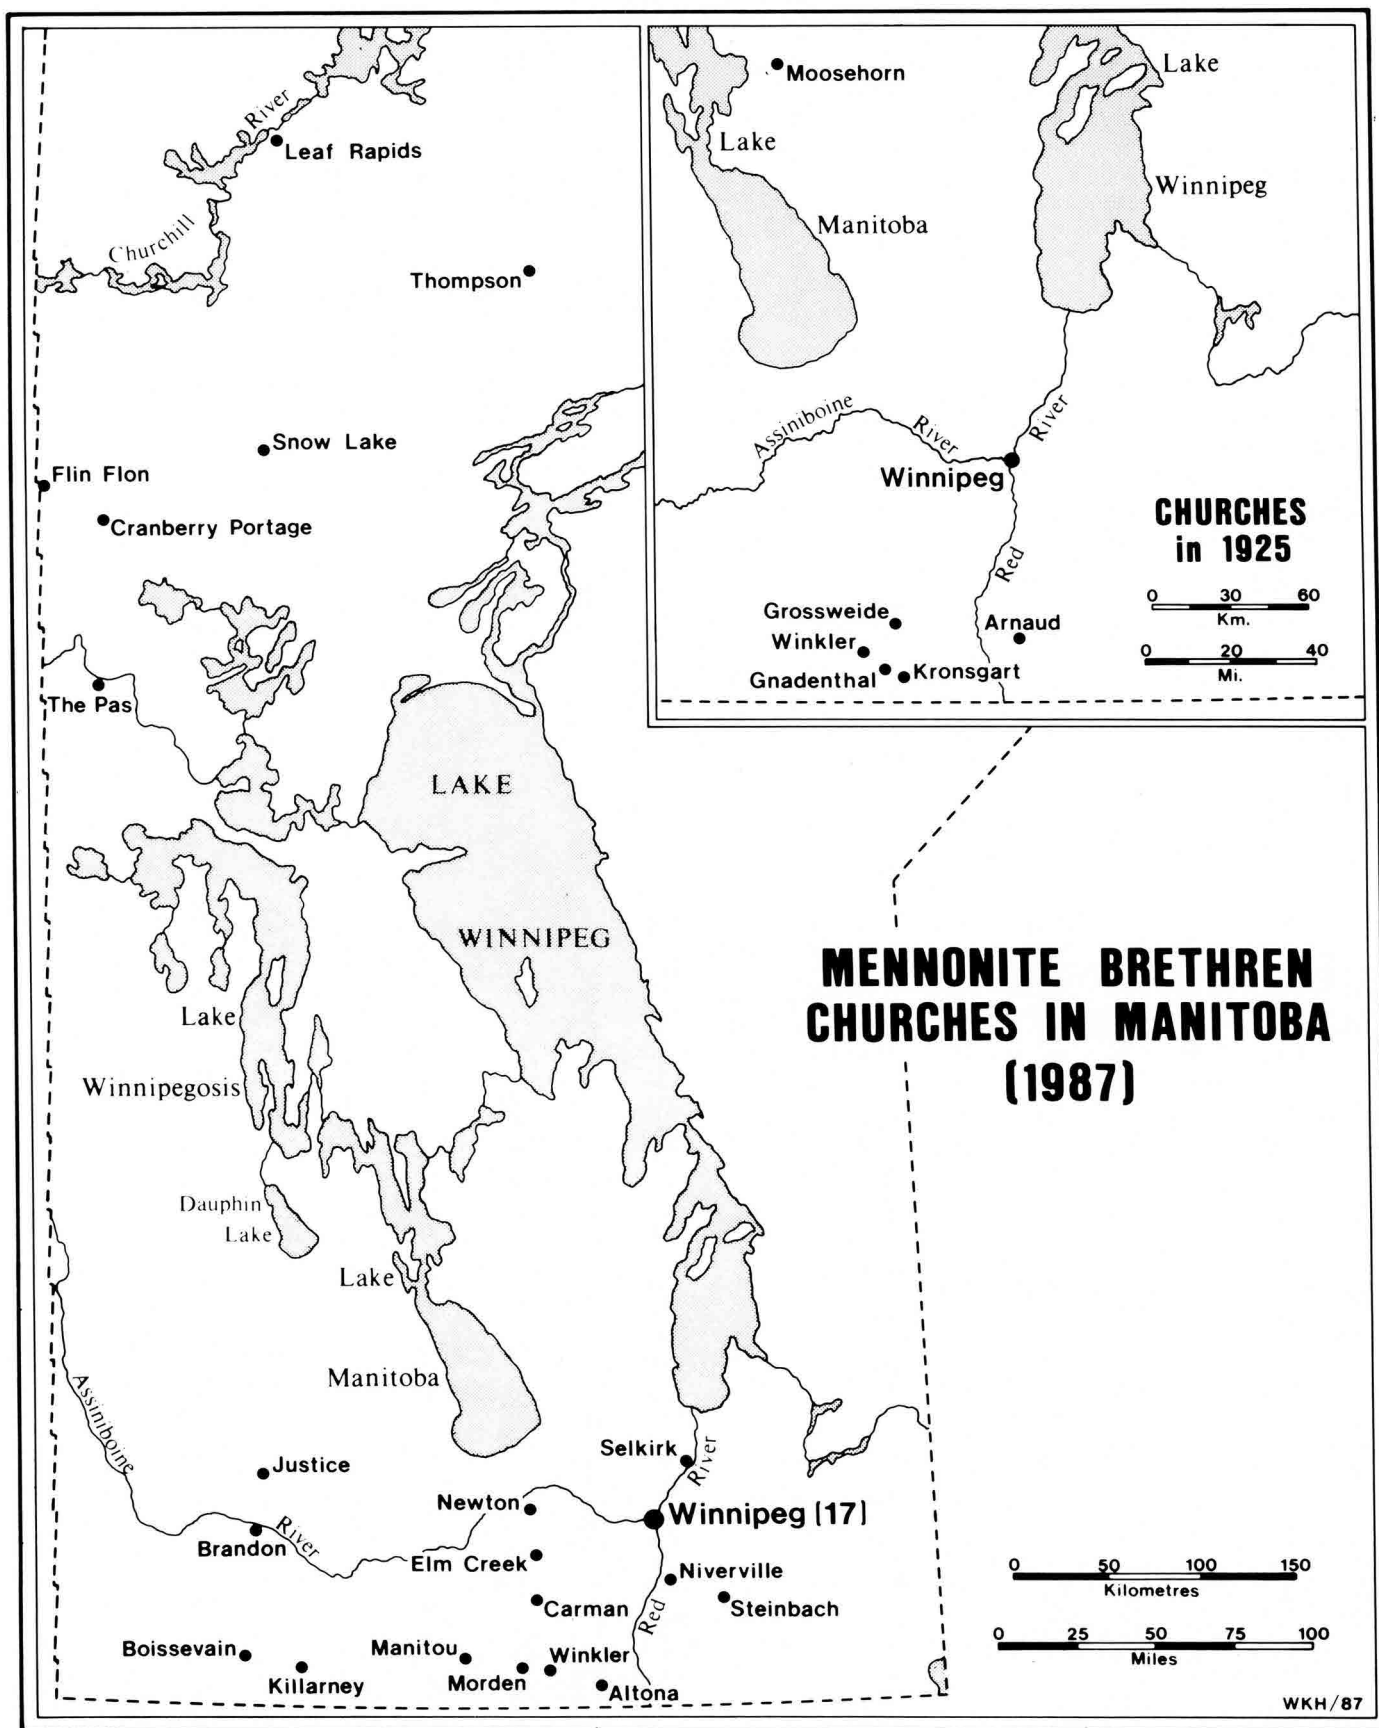 River
Leaf Rapids
Churchill
Thompson
Snow Lake
Flin Flon
Cranberry Portage
The Pas
LAKE
WINNIPEG
Lake
Winnipegosis
Dauphin
Lake
Lake
Manitoba
Assiniboine
River
Justice
Brandon
Newton
Elm Creek
Carman
Selkirk
River
Winnipeg (17)
Niverville
Steinbach
Red
Boissevain
Killarney
Manitou
Morden
Winkler
Altona
Moosehorn
Lake
Manitoba
Lake
Winnipeg
Assiniboine
River
River
Winnipeg
Red
Grossweide
Winkler
Gnadenthal
Kronsgart
Arnaud
CHURCHES
in 1925
0 30 60
Km.
0 20 40
Mi.
MENNONITE BRETHREN
CHURCHES IN MANITOBA
(1987)
0 50 100 150
Kilometres
0 25 50 75 100
Miles
WKH/87